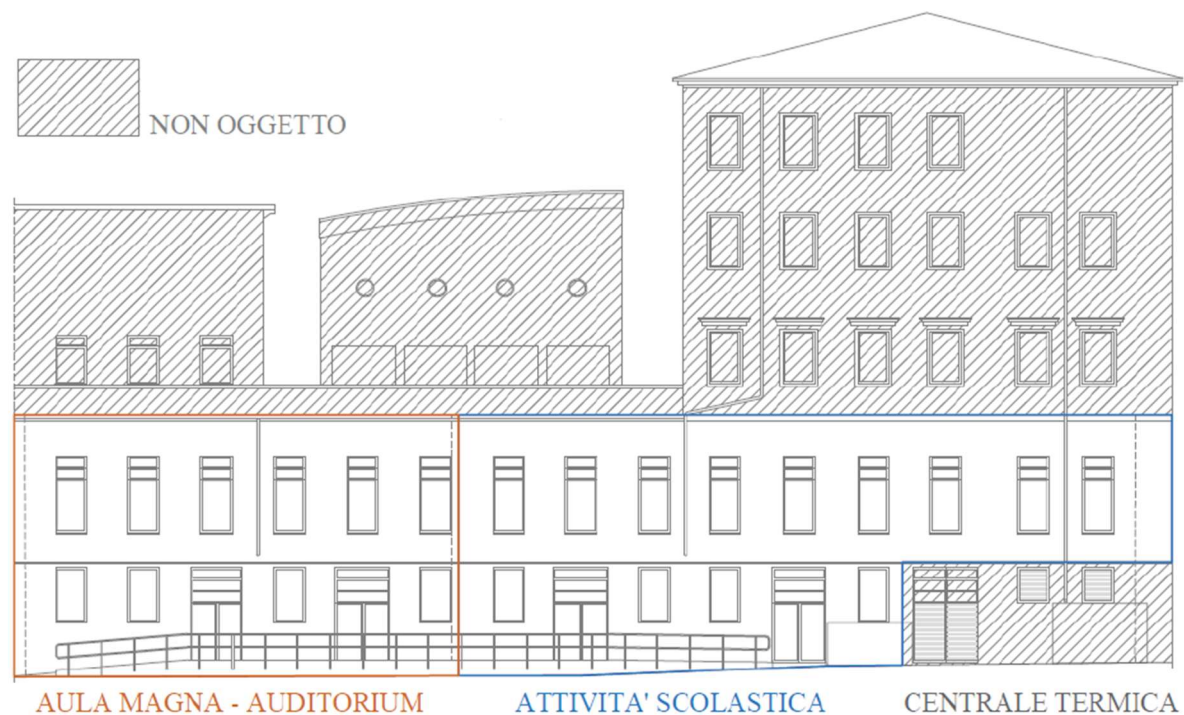 NON OGGETTO
AULA MAGNA - AUDITORIUM
ATTIVITA' SCOLASTICA
CENTRALE TERMICA